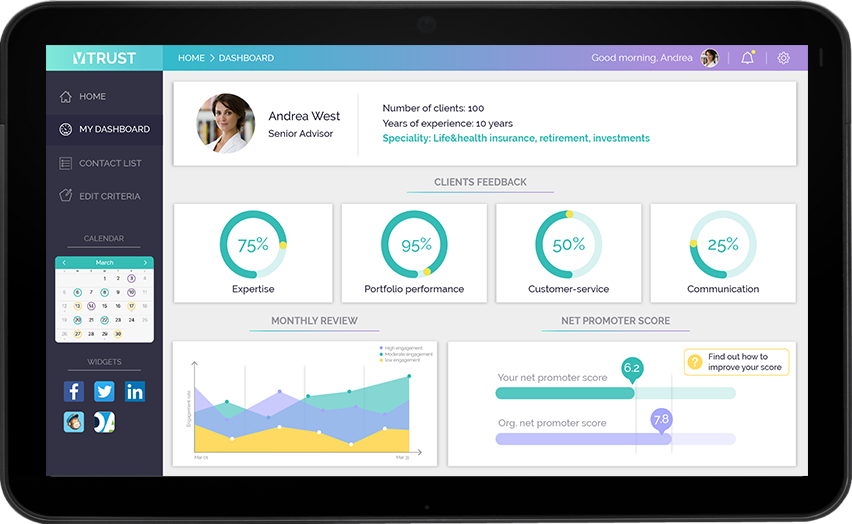 VTRUST
HOME > DASHBOARD
Good morning, Andrea
HOME
MY DASHBOARD
CONTACT LIST
EDIT CRITERIA
CALENDAR
March
WIDGETS
Andrea West
Senior Advisor
Number of clients: 100
Years of experience: 10 years
Speciality: Life&health insurance, retirement, investments
CLIENTS FEEDBACK
75%
Expertise
95%
Portfolio performance
50%
Customer-service
25%
Communication
MONTHLY REVIEW
High engagement
Moderate engagement
low engagement
Engagement rate
Mar 01
Mar 31
NET PROMOTER SCORE
? Find out how to
improve your score
Your net promoter score
6.2
Org. net promoter score
7.8